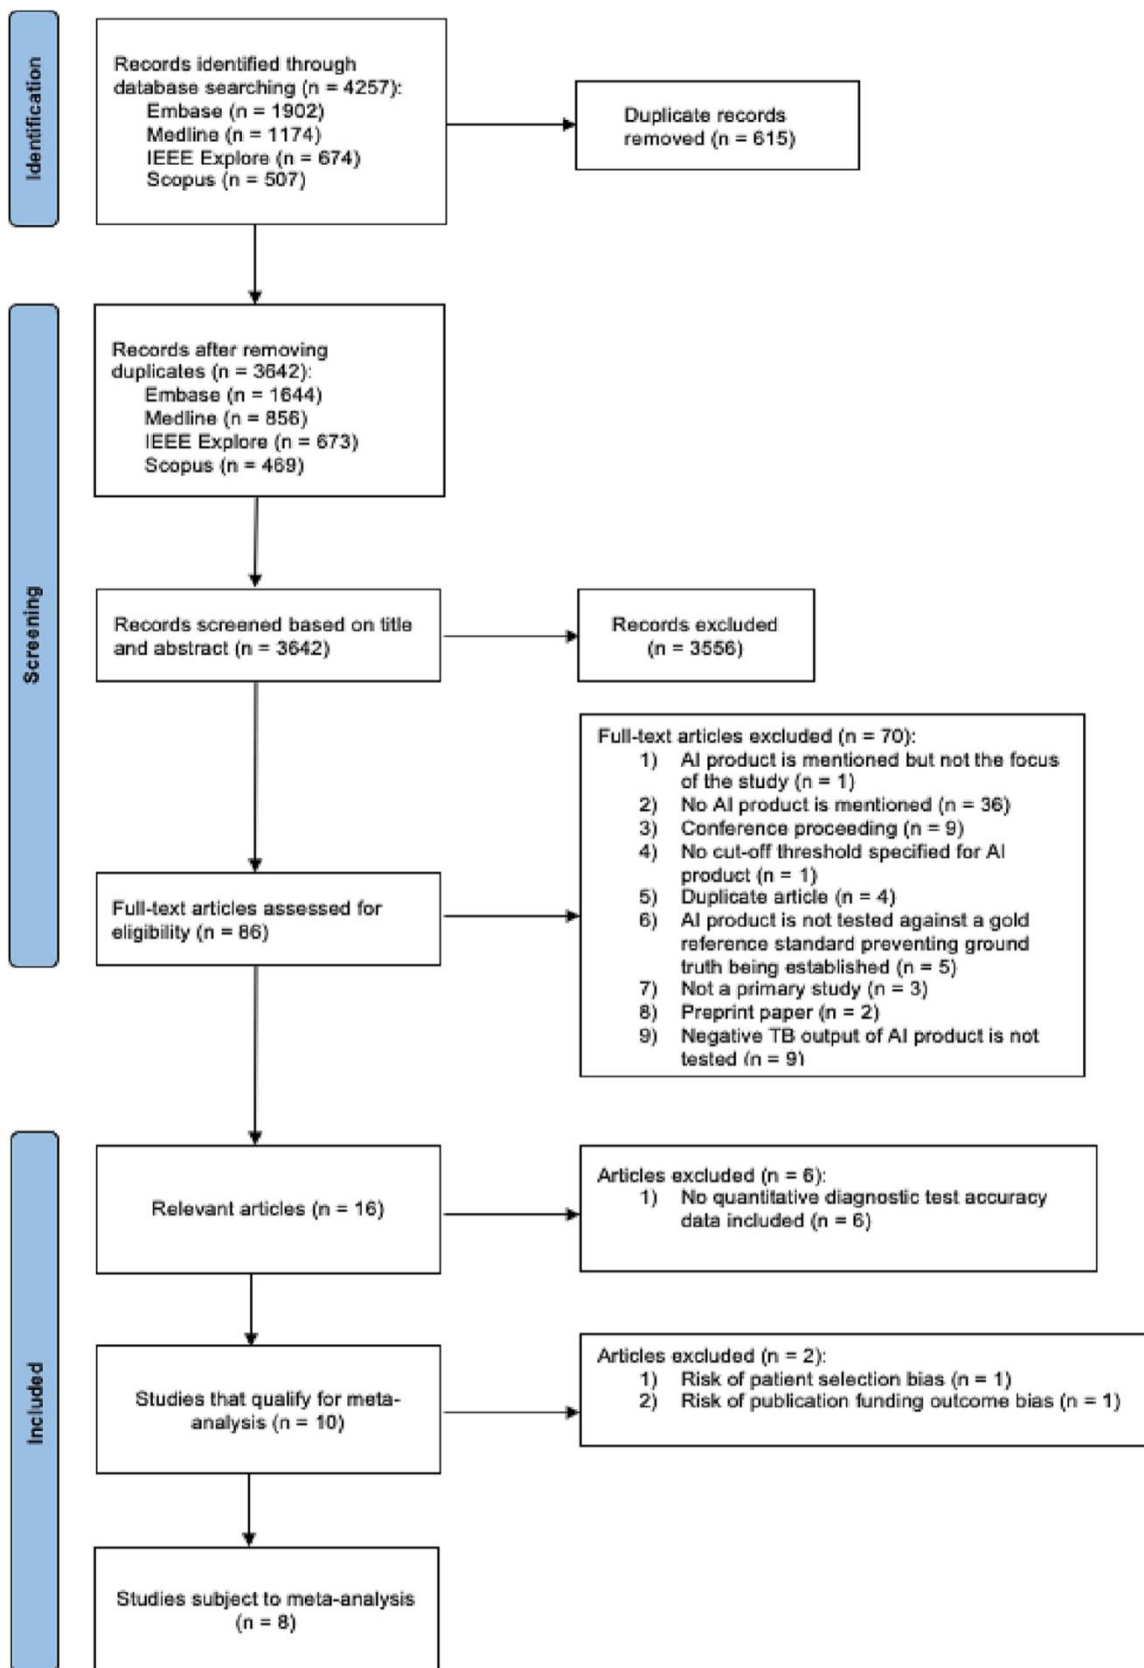 Identification
Records identified through
database searching (n = 4257):
Embase (n = 1902)
Medline (n = 1174)
IEEE Explore (n = 674)
Scopus (n = 507)
Duplicate records
removed (n = 615)
Screening
Records after removing
duplicates (n = 3642):
Embase (n = 1644)
Medline (n = 856)
IEEE Explore (n = 673)
Scopus (n = 469)
Records screened based on title
and abstract (n = 3642)
Records excluded
(n = 3556)
Full-text articles assessed for
eligibility (n = 86)
Full-text articles excluded (n = 70):
1) AI product is mentioned but not the focus
of the study (n = 1)
2) No AI product is mentioned (n = 36)
3) Conference proceeding (n = 9)
4) No cut-off threshold specified for AI
product (n = 1)
5) Duplicate article (n = 4)
6) AI product is not tested against a gold
reference standard preventing ground
truth being established (n = 5)
7) Not a primary study (n = 3)
8) Preprint paper (n = 2)
9) Negative TB output of AI product is not
tested (n = 9)
Included
Relevant articles (n = 16)
Articles excluded (n = 6):
1) No quantitative diagnostic test accuracy
data included (n = 6)
Studies that qualify for meta-
analysis (n = 10)
Articles excluded (n = 2):
1) Risk of patient selection bias (n = 1)
2) Risk of publication funding outcome bias (n = 1)
Studies subject to meta-analysis
(n = 8)